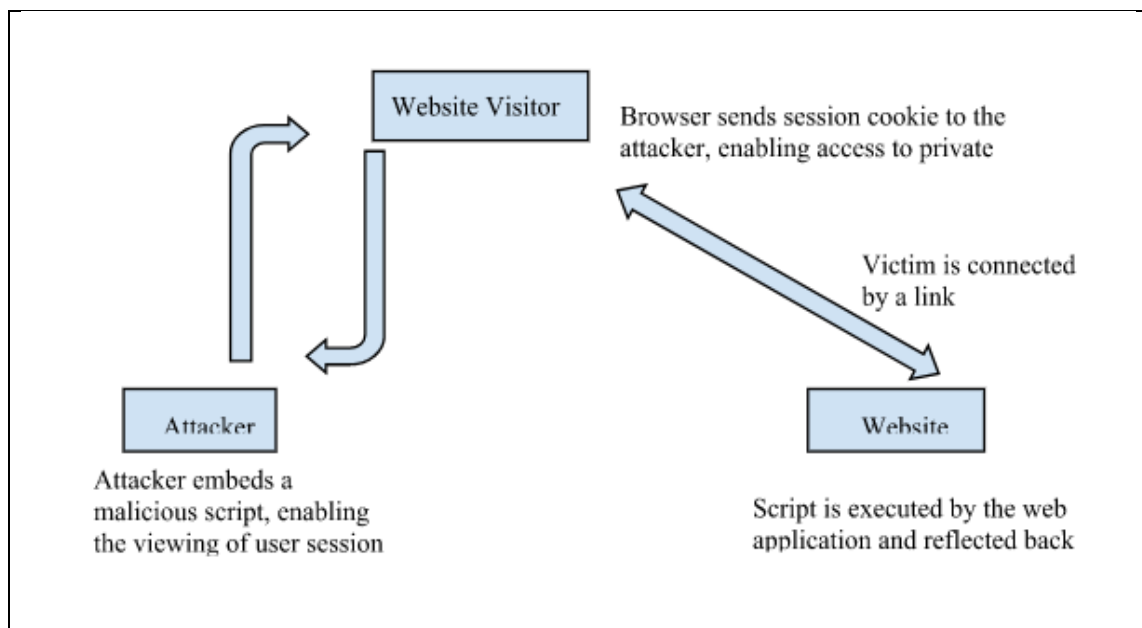 Website Visitor
Browser sends session cookie to the
attacker, enabling access to private
Victim is connected
by a link
Attacker
Website
Attacker embeds a
malicious script, enabling
the viewing of user session
Script is executed by the web
application and reflected back